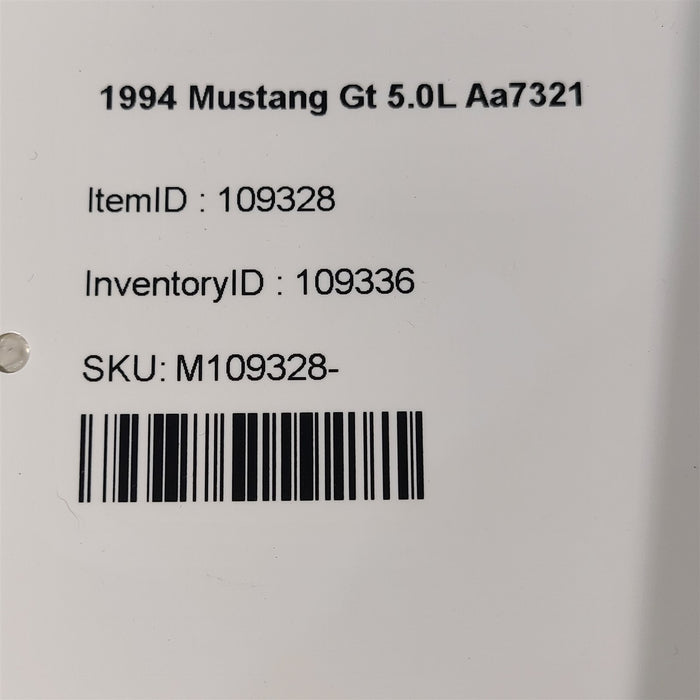 1994 Mustang Gt 5.0L Aa7321
ItemID : 109328
InventoryID : 109336
SKU: M109328-